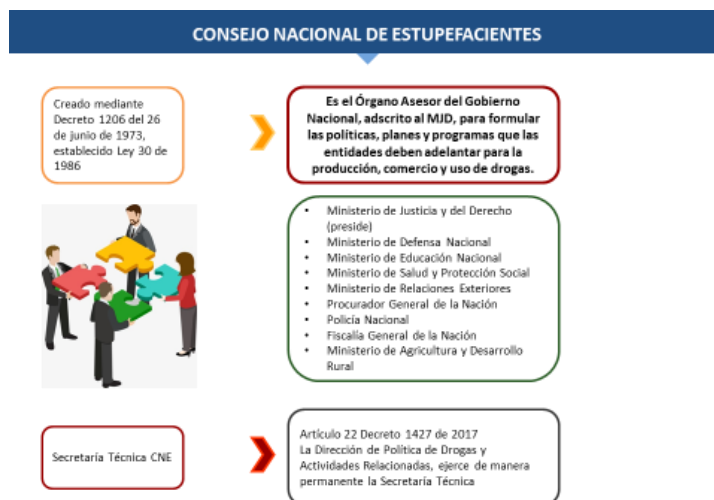 CONSEJO NACIONAL DE ESTUPEFACIENTES
Creado mediante
Decreto 1206 del 26
de junio de 1973,
establecido Ley 30 de
1986
Es el Órgano Asesor del Gobierno
Nacional, adscrito al MJD, para formular
las políticas, planes y programas que las
entidades deben adelantar para la
producción, comercio y uso de drogas.
• Ministerio de Justicia y del Derecho
(preside)
• Ministerio de Defensa Nacional
• Ministerio de Educación Nacional
• Ministerio de Salud y Protección Social
• Ministerio de Relaciones Exteriores
• Procurador General de la Nación
• Policía Nacional
• Fiscalía General de la Nación
• Ministerio de Agricultura y Desarrollo
Rural
Secretaría Técnica CNE
Artículo 22 Decreto 1427 de 2017
La Dirección de Política de Drogas y
Actividades Relacionadas, ejerce de manera
permanente la Secretaría Técnica